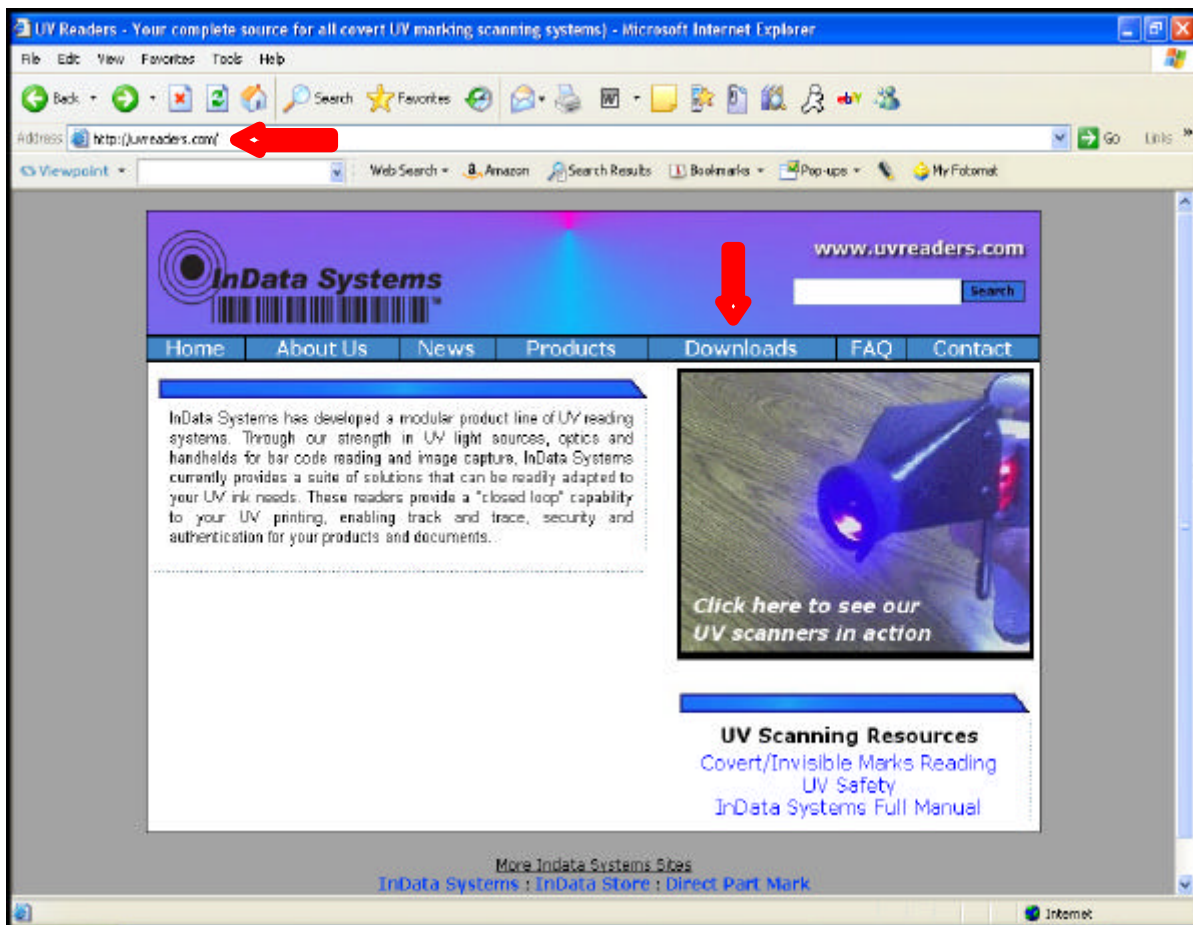 UV Readers - Your complete source for all covert UV marking scanning systems) - Microsoft Internet Explorer
File Edit View Favorites Tools Help
Back Search Favorites
Address http://uvreaders.com/ Go Links »
Viewpoint Web Search Amazon Search Results Bookmarks Pop-ups My Fotomat
www.uvreaders.com
InData Systems
Search
Home About Us News Products Downloads FAQ Contact
InData Systems has developed a modular product line of UV reading
systems. Through our strength in UV light sources, optics and
handhelds for bar code reading and image capture, InData Systems
currently provides a suite of solutions that can be readily adapted to
your UV ink needs. These readers provide a "closed loop" capability
to your UV printing, enabling track and trace, security and
authentication for your products and documents.
Click here to see our
UV scanners in action
UV Scanning Resources
Covert/Invisible Marks Reading
UV Safety
InData Systems Full Manual
More Indata Systems Sites
InData Systems : InData Store : Direct Part Mark
Internet